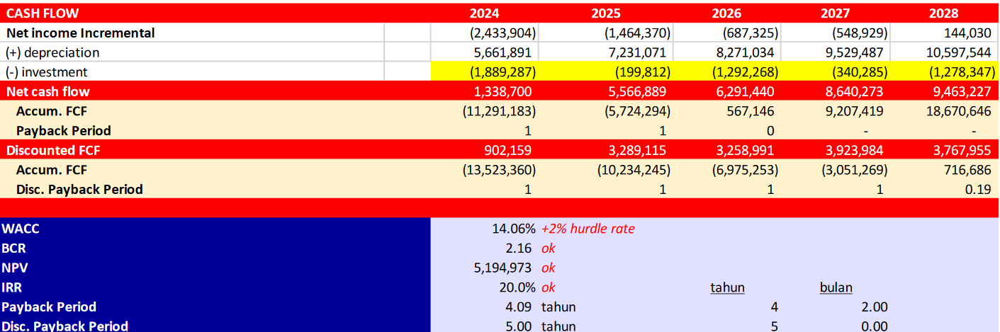 CASH FLOW 2024 2025 2026 2027 2028
Net income Incremental (2,433,904) (1,464,370) (687,325) (548,929) 144,030
(+) depreciation 5,661,891 7,231,071 8,271,034 9,529,487 10,597,544
(-) investment (1,889,287) (199,812) (1,292,268) (340,285) (1,278,347)
Net cash flow 1,338,700 5,566,889 6,291,440 8,640,273 9,463,227
Accum. FCF (11,291,183) (5,724,294) 567,146 9,207,419 18,670,646
Payback Period 1 1 0 - -
Discounted FCF 902,159 3,289,115 3,258,991 3,923,984 3,767,955
Accum. FCF (13,523,360) (10,234,245) (6,975,253) (3,051,269) 716,686
Disc. Payback Period 1 1 1 1 0.19
WACC 14.06% +2% hurdle rate
BCR 2.16 ok
NPV 5,194,973 ok
IRR 20.0% ok tahun bulan
Payback Period 4.09 tahun 4 2.00
Disc. Payback Period 5.00 tahun 5 0.00